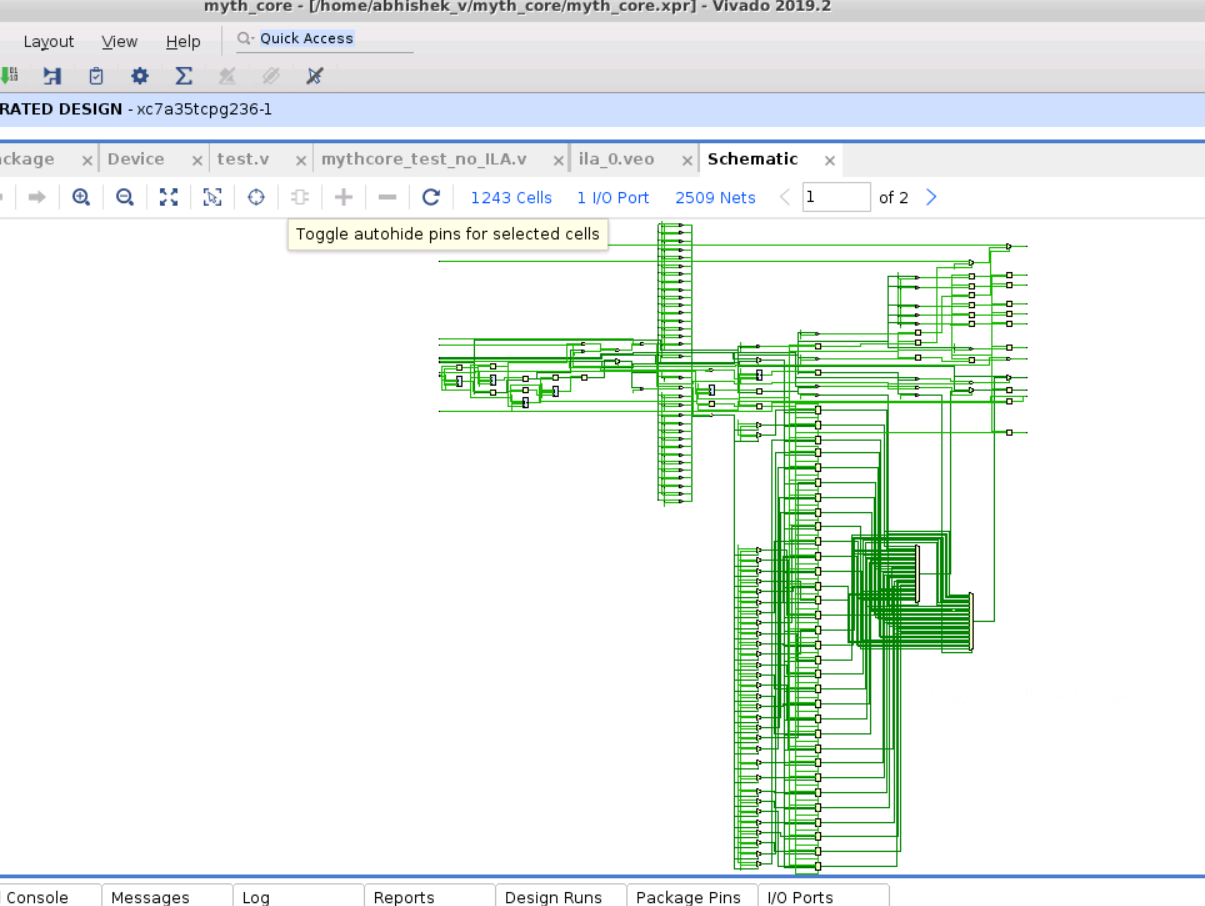 myth_core - [/home/abhishek_v/myth_core/myth_core.xpr] - Vivado 2019.2
Layout View Help Quick Access
RATED DESIGN - xc7a35tcpg236-1
ckage Device test.v mythcore_test_no_ILA.v ila_0.veo Schematic
1243 Cells 1 I/O Port 2509 Nets 1 of 2
Toggle autohide pins for selected cells
Console Messages Log Reports Design Runs Package Pins I/O Ports